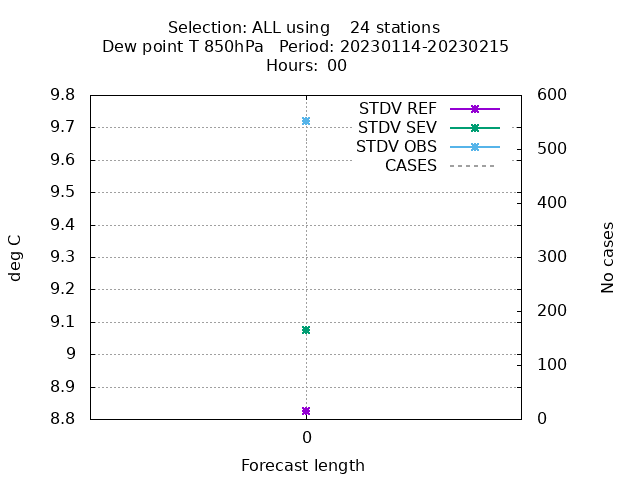 Selection: ALL using    24 stations
Dew point T 850hPa   Period: 20230114-20230215
Hours:  00
9.8
9.7
9.6
9.5
9.4
9.3
9.2
9.1
9
8.9
8.8
deg C
STDV REF
STDV SEV
STDV OBS
CASES
600
500
400
300
200
100
0
No cases
0
Forecast length